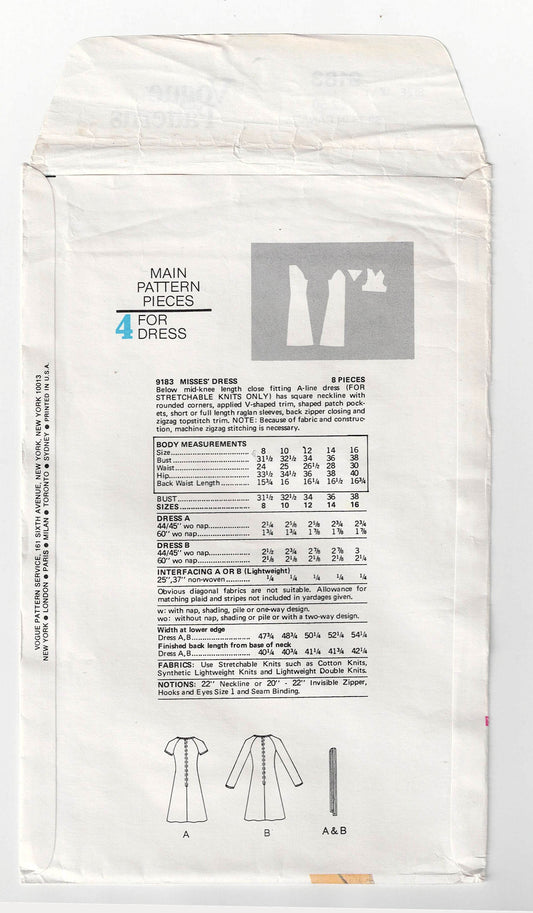 MAIN
PATTERN
PIECES
4 FOR
DRESS
9183 MISSES' DRESS 8 PIECES
Below mid-knee length close fitting A-line dress (FOR
STRETCHABLE KNITS ONLY) has square neckline with
rounded corners, applied V-shaped trim, shaped patch pock-
ets, short or full length raglan sleeves, back zipper closing and
zigzag topstitch trim. NOTE: Because of fabric and construc-
tion, machine zigzag stitching is necessary.
BODY MEASUREMENTS
Size 8 10 12 14 16
Bust 31½ 32½ 34 36 38
Waist 24 25 26½ 28 30
Hip 33½ 34½ 36 38 40
Back Waist Length 15¾ 16 16¼ 16½ 16¾
BUST 31½ 32½ 34 36 38
SIZES 8 10 12 14 16
DRESS A
44/45" wo nap 2¼ 2⅛ 2⅛ 2¾ 2¾
60" wo nap 1¾ 1¾ 1⅞ 1⅞ 1⅞
DRESS B
44/45" wo nap 2½ 2¾ 2⅞ 2⅞ 3
60" wo nap 2⅛ 2⅛ 2⅛ 2⅛ 2¼
INTERFACING A OR B (Lightweight)
25",37" non-woven ¼ ¼ ¼ ¼ ¼
Obvious diagonal fabrics are not suitable. Allowance for
matching plaid and stripes not included in yardages given.
w: with nap, shading, pile or one-way design.
wo: without nap, shading or pile or with a two-way design.
Width at lower edge
Dress A,B 47¾ 48¾ 50¼ 52¼ 54¼
Finished back length from base of neck
Dress A,B 40¼ 40¾ 41¼ 41¾ 42¼
FABRICS: Use Stretchable Knits such as Cotton Knits,
Synthetic Lightweight Knits and Lightweight Double Knits.
NOTIONS: 22" Neckline or 20" - 22" Invisible Zipper,
Hooks and Eyes Size 1 and Seam Binding.
A
B
A & B
VOGUE PATTERN SERVICE, 161 SIXTH AVENUE, NEW YORK, NEW YORK 10013
NEW YORK ● LONDON ● PARIS ● MILAN ● TORONTO ● SYDNEY ● PRINTED IN U.S.A.